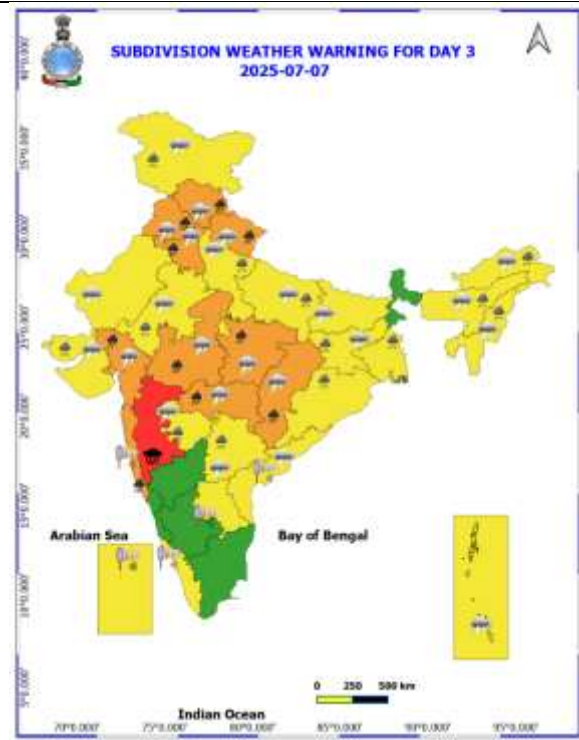 SUBDIVISION WEATHER WARNING FOR DAY 3
2025-07-07
Arabian Sea
Bay of Bengal
0 250 500 km
Indian Ocean
70°0.000' 75°0.000' 80°0.000' 85°0.000' 90°0.000' 95°0.000'